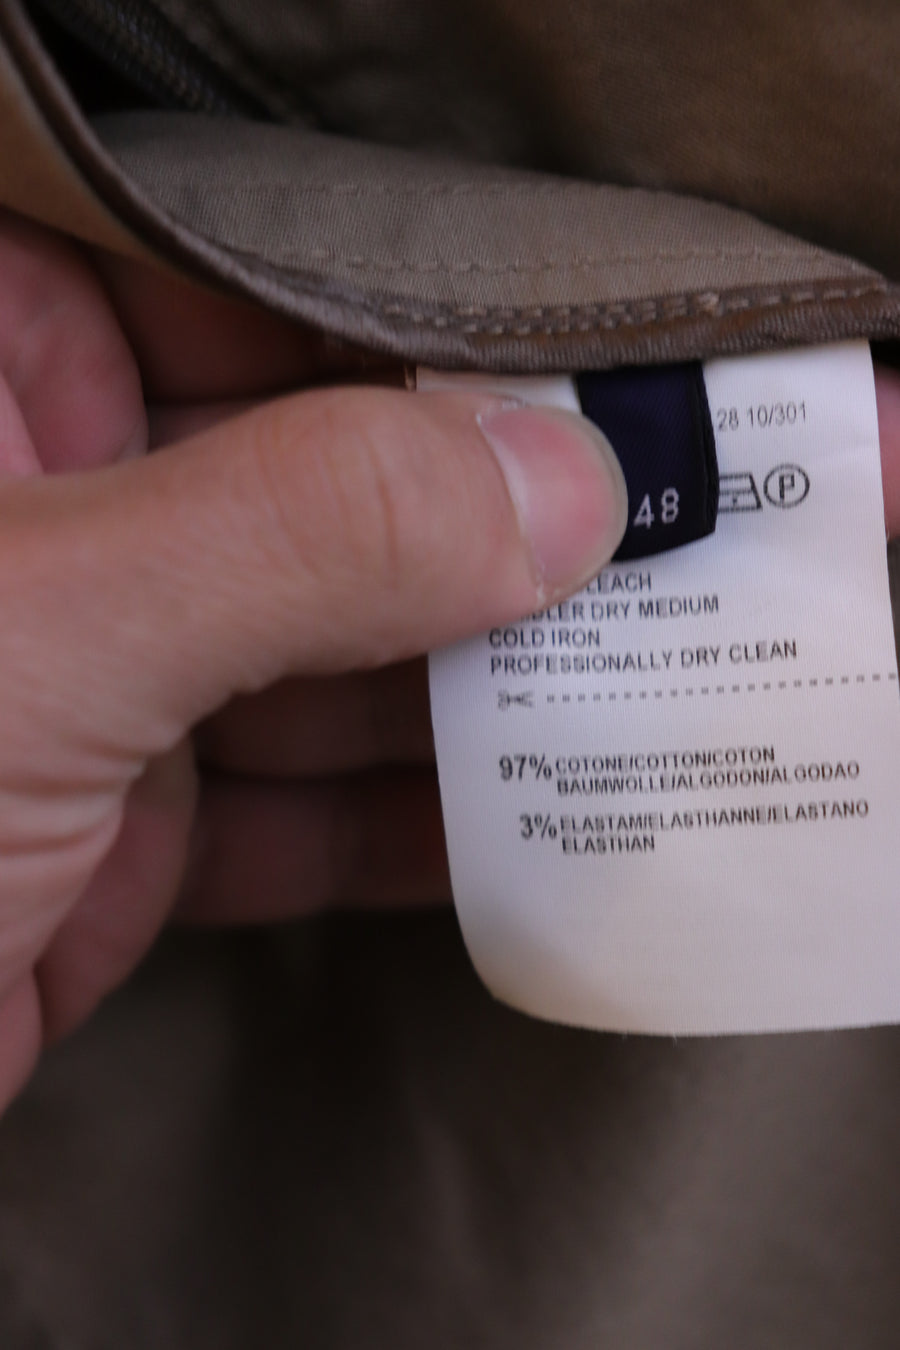 28 10/301
P
48
DRY MEDIUM
COLD IRON
PROFESSIONALLY DRY CLEAN
97% COTONE/COTTON/COTON
BAUMWOLLE/ALGODON/ALGODAO
3% ELASTAM/ELASTHANNE/ELASTANO
ELASTHAN